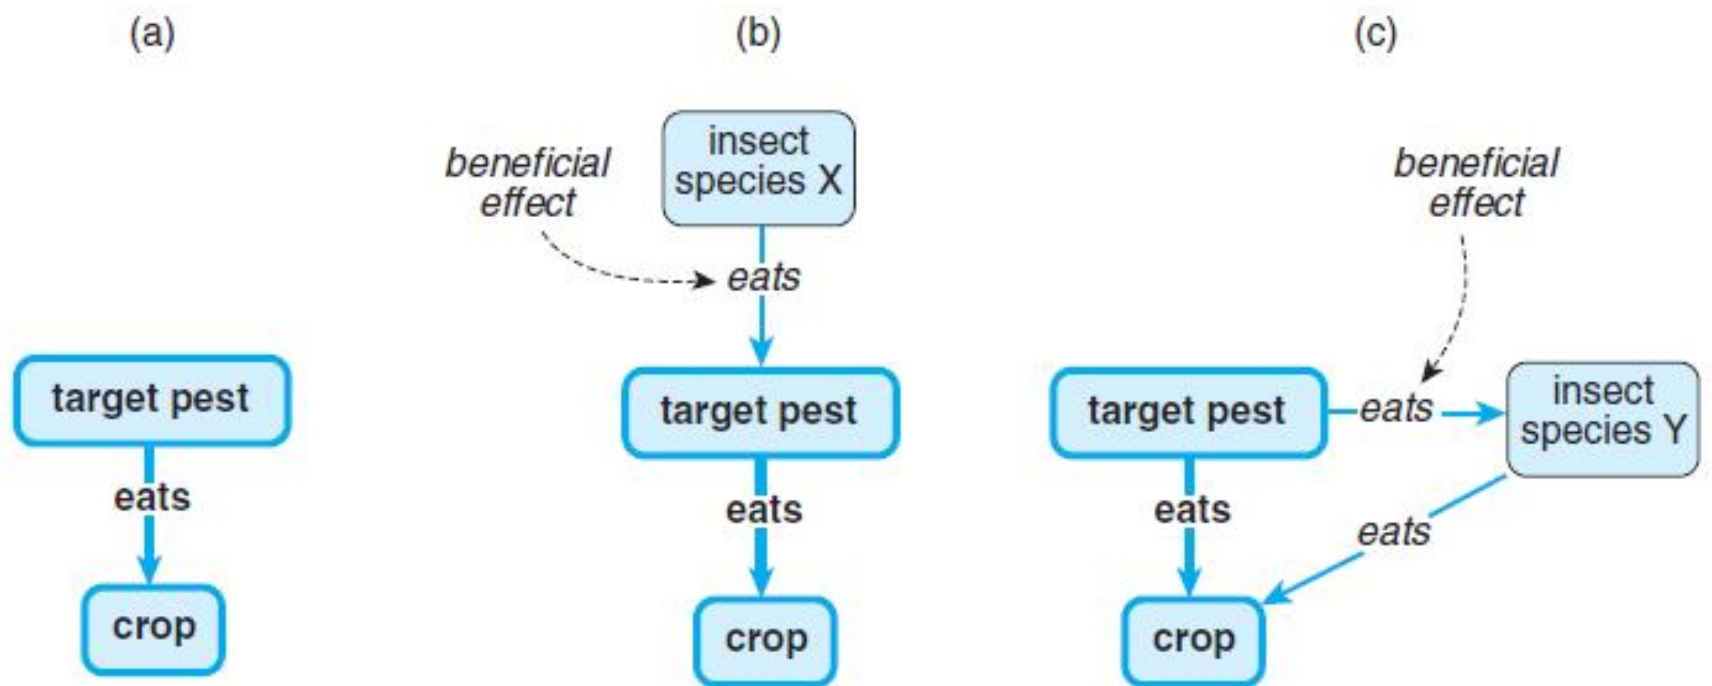 (a)
target pest
eats
crop
(b)
insect
species X
beneficial
effect
eats
target pest
eats
crop
(c)
beneficial
effect
target pest
eats
insect
species Y
eats
eats
crop